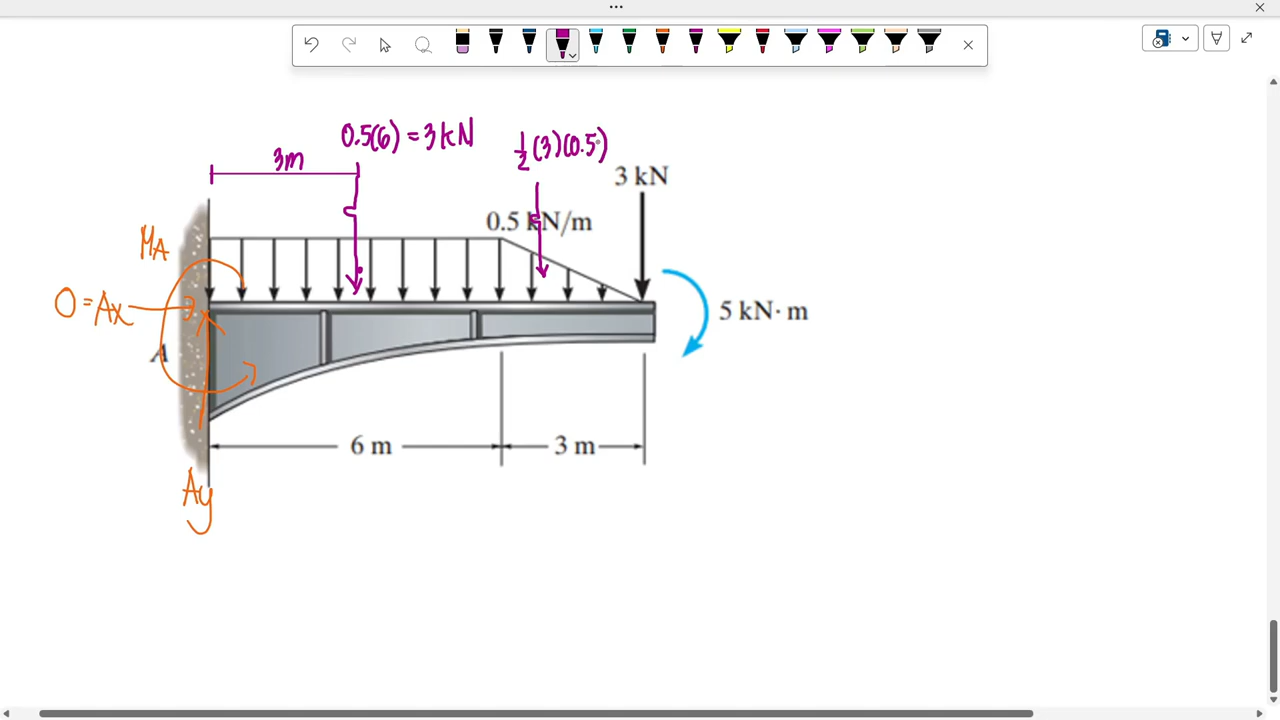 0.5(6) = 3 kN
½(3)(0.5)
3m
3 kN
0.5 kN/m
MA
0 = Ax
5 kN·m
A
6 m
3 m
Ay